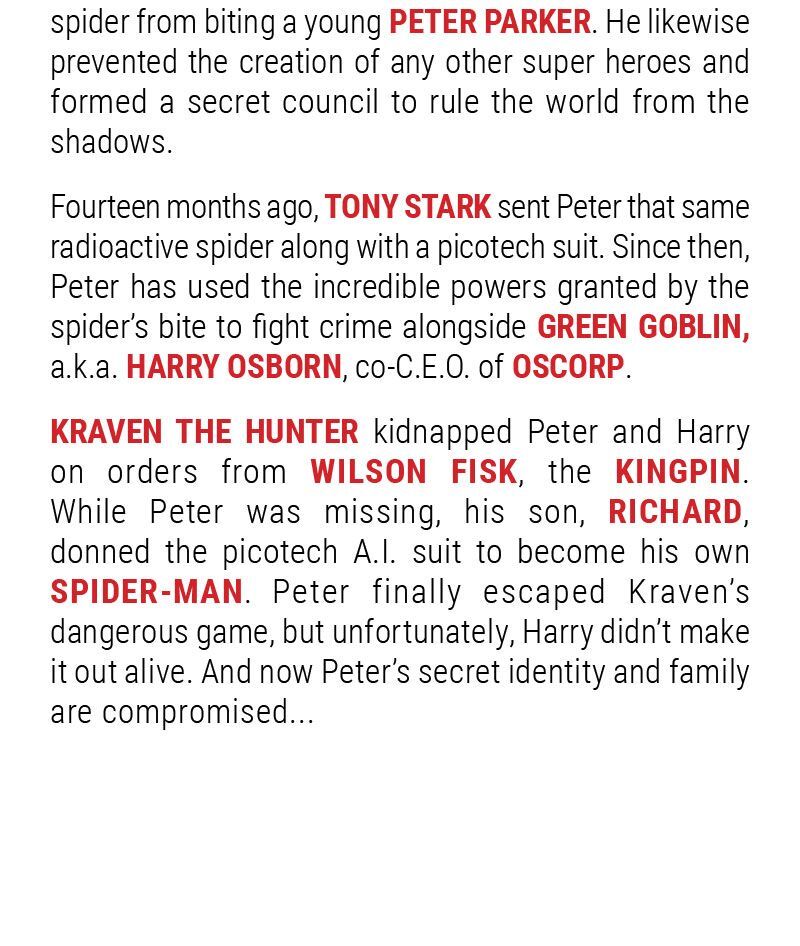 spider from biting a young PETER PARKER. He likewise
prevented the creation of any other super heroes and
formed a secret council to rule the world from the
shadows.
Fourteen months ago, TONY STARK sent Peter that same
radioactive spider along with a picotech suit. Since then,
Peter has used the incredible powers granted by the
spider’s bite to fight crime alongside GREEN GOBLIN,
a.k.a. HARRY OSBORN, co-C.E.O. of OSCORP.
KRAVEN THE HUNTER kidnapped Peter and Harry
on orders from WILSON FISK, the KINGPIN.
While Peter was missing, his son, RICHARD,
donned the picotech A.I. suit to become his own
SPIDER-MAN. Peter finally escaped Kraven’s
dangerous game, but unfortunately, Harry didn’t make
it out alive. And now Peter’s secret identity and family
are compromised...